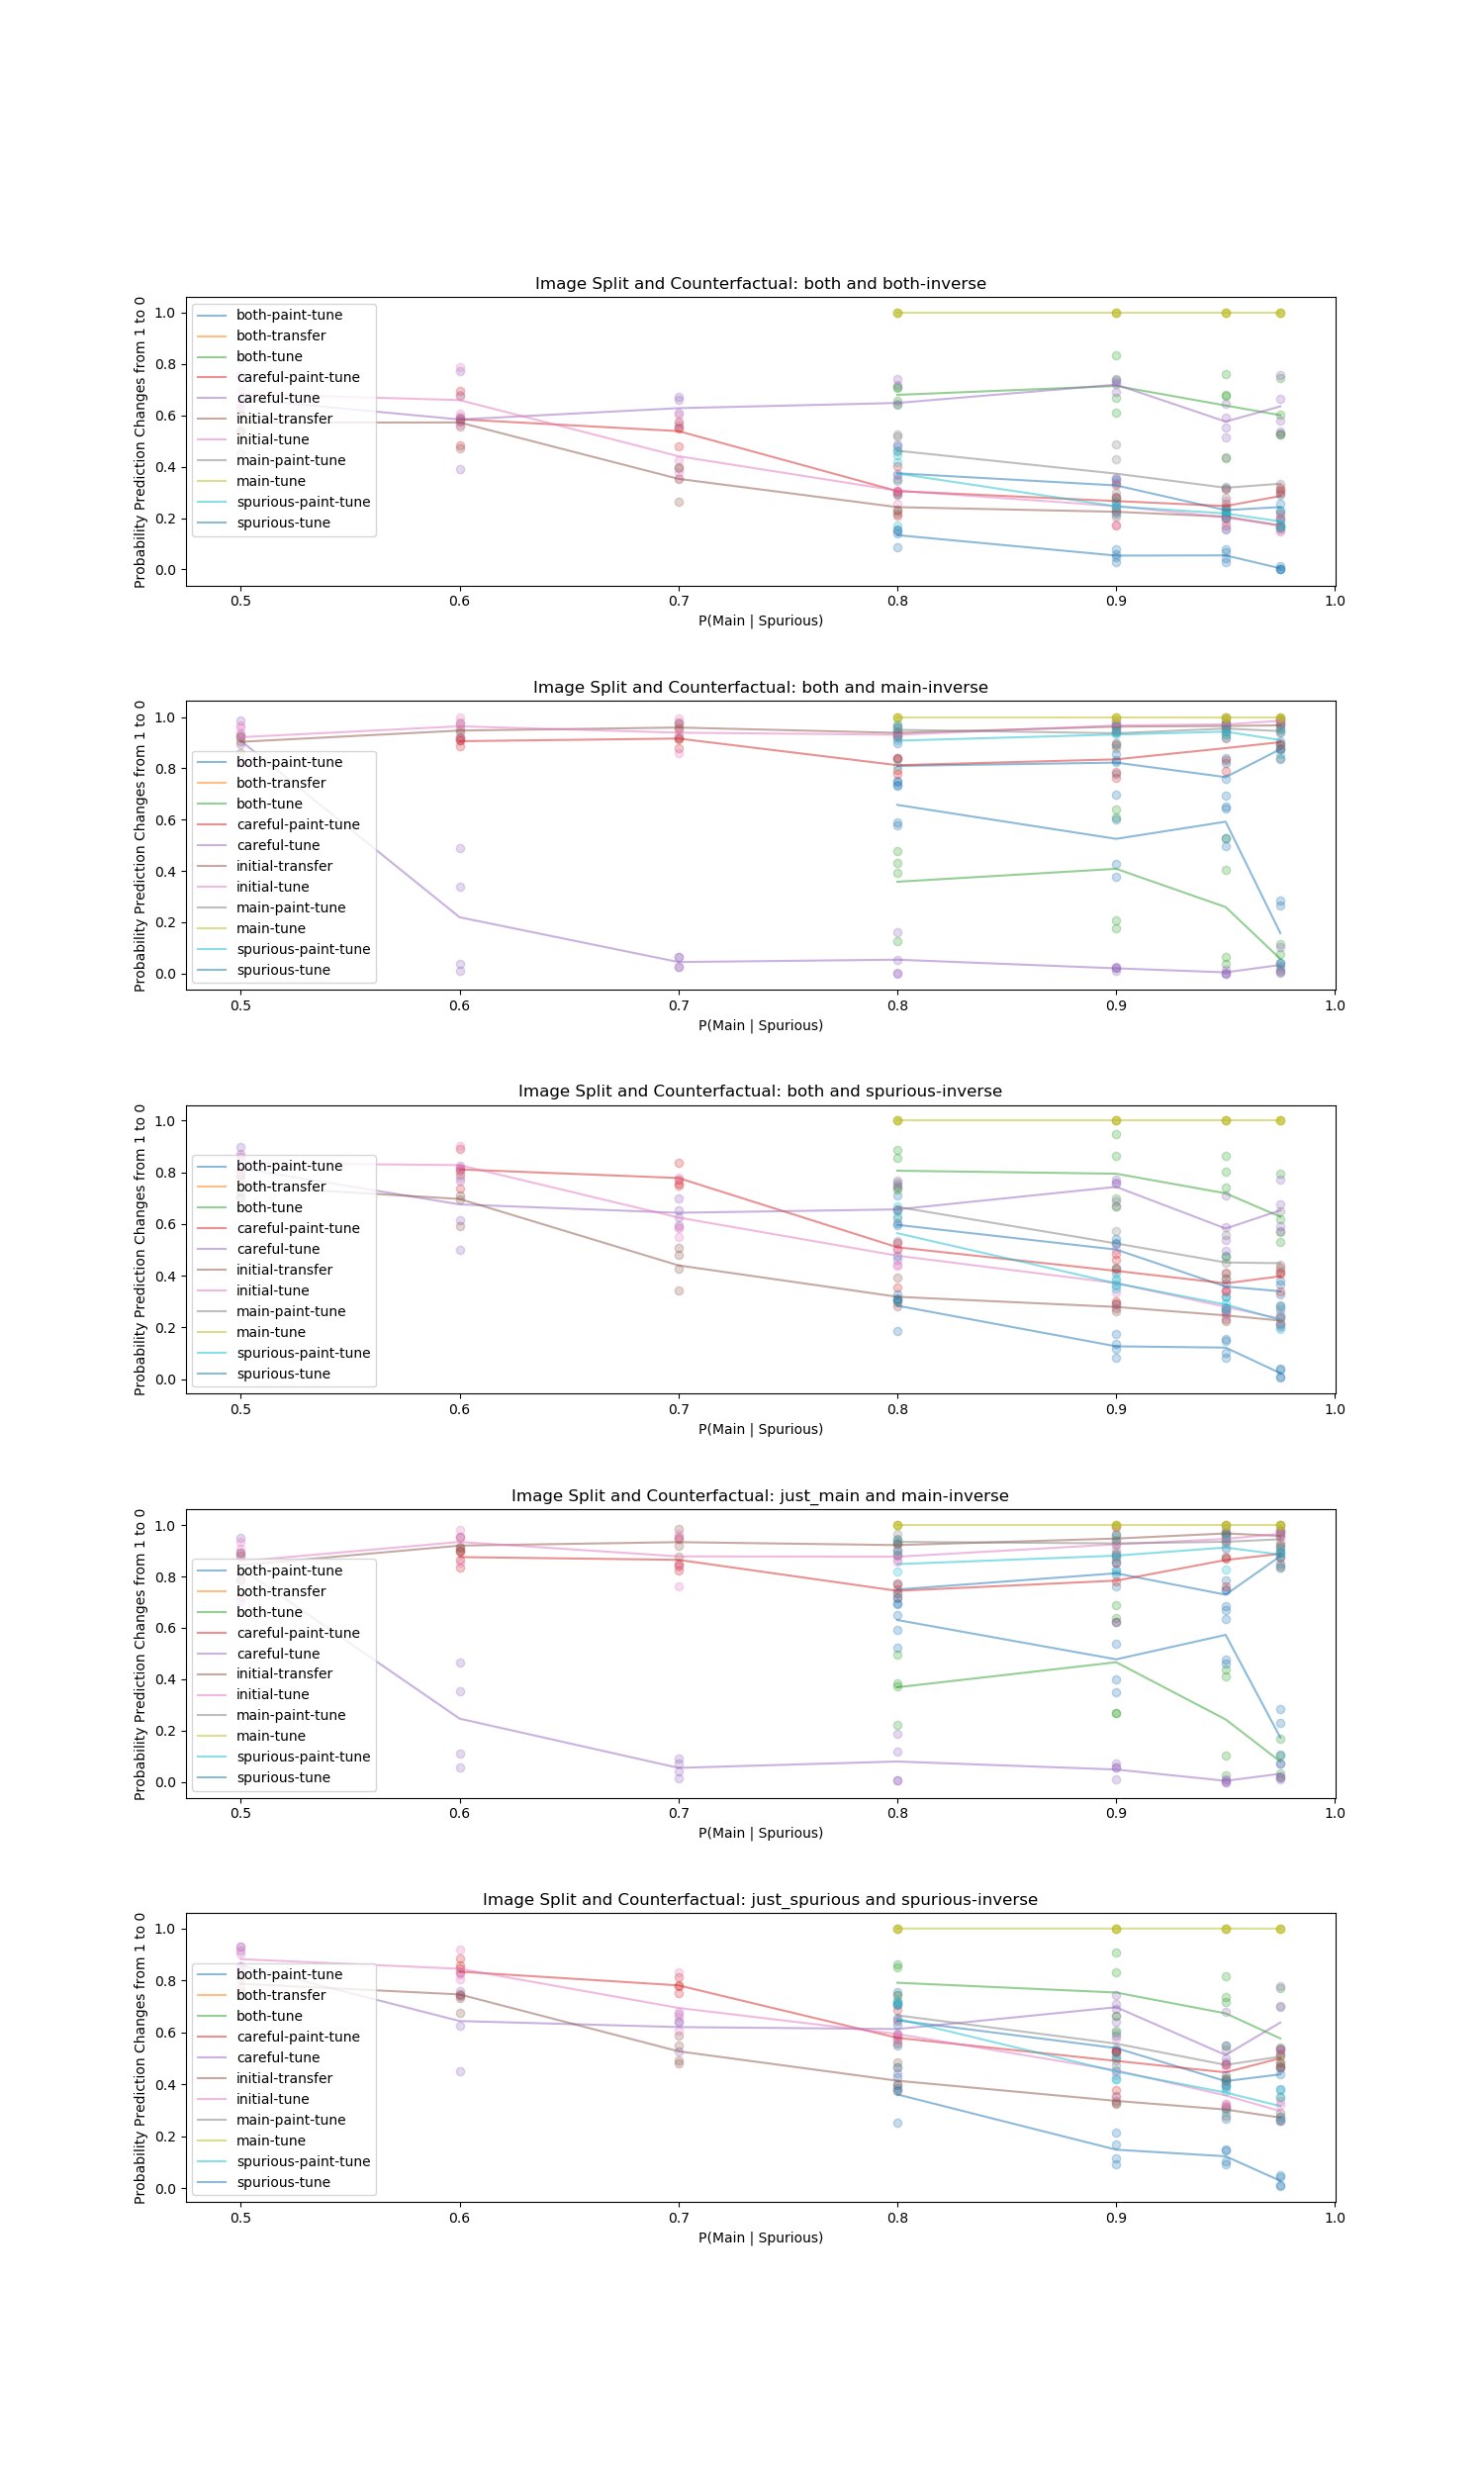 Image Split and Counterfactual: both and both-inverse
Probability Prediction Changes from 1 to 0
1.0
0.8
0.6
0.4
0.2
0.0
both-paint-tune
both-transfer
both-tune
careful-paint-tune
careful-tune
initial-transfer
initial-tune
main-paint-tune
main-tune
spurious-paint-tune
spurious-tune
0.5 0.6 0.7 0.8 0.9 1.0
P(Main | Spurious)
Image Split and Counterfactual: both and main-inverse
Probability Prediction Changes from 1 to 0
1.0
0.8
0.6
0.4
0.2
0.0
both-paint-tune
both-transfer
both-tune
careful-paint-tune
careful-tune
initial-transfer
initial-tune
main-paint-tune
main-tune
spurious-paint-tune
spurious-tune
0.5 0.6 0.7 0.8 0.9 1.0
P(Main | Spurious)
Image Split and Counterfactual: both and spurious-inverse
Probability Prediction Changes from 1 to 0
1.0
0.8
0.6
0.4
0.2
0.0
both-paint-tune
both-transfer
both-tune
careful-paint-tune
careful-tune
initial-transfer
initial-tune
main-paint-tune
main-tune
spurious-paint-tune
spurious-tune
0.5 0.6 0.7 0.8 0.9 1.0
P(Main | Spurious)
Image Split and Counterfactual: just_main and main-inverse
Probability Prediction Changes from 1 to 0
1.0
0.8
0.6
0.4
0.2
0.0
both-paint-tune
both-transfer
both-tune
careful-paint-tune
careful-tune
initial-transfer
initial-tune
main-paint-tune
main-tune
spurious-paint-tune
spurious-tune
0.5 0.6 0.7 0.8 0.9 1.0
P(Main | Spurious)
Image Split and Counterfactual: just_spurious and spurious-inverse
Probability Prediction Changes from 1 to 0
1.0
0.8
0.6
0.4
0.2
0.0
both-paint-tune
both-transfer
both-tune
careful-paint-tune
careful-tune
initial-transfer
initial-tune
main-paint-tune
main-tune
spurious-paint-tune
spurious-tune
0.5 0.6 0.7 0.8 0.9 1.0
P(Main | Spurious)